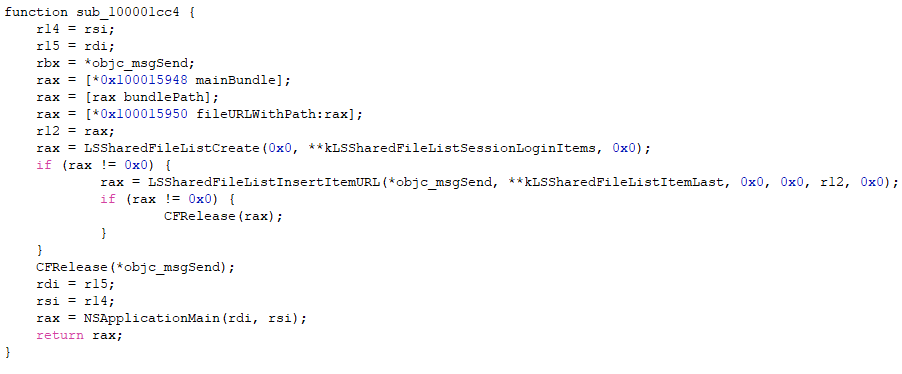 function sub_100001cc4 {
    r14 = rsi;
    r15 = rdi;
    rbx = *objc_msgSend;
    rax = [*0x100015948 mainBundle];
    rax = [rax bundlePath];
    rax = [*0x100015950 fileURLWithPath:rax];
    r12 = rax;
    rax = LSSharedFileListCreate(0x0, **kLSSharedFileListSessionLoginItems, 0x0);
    if (rax != 0x0) {
            rax = LSSharedFileListInsertItemURL(*objc_msgSend, **kLSSharedFileListItemLast, 0x0, 0x0, r12, 0x0);
            if (rax != 0x0) {
                    CFRelease(rax);
            }
    }
    CFRelease(*objc_msgSend);
    rdi = r15;
    rsi = r14;
    rax = NSApplicationMain(rdi, rsi);
    return rax;
}